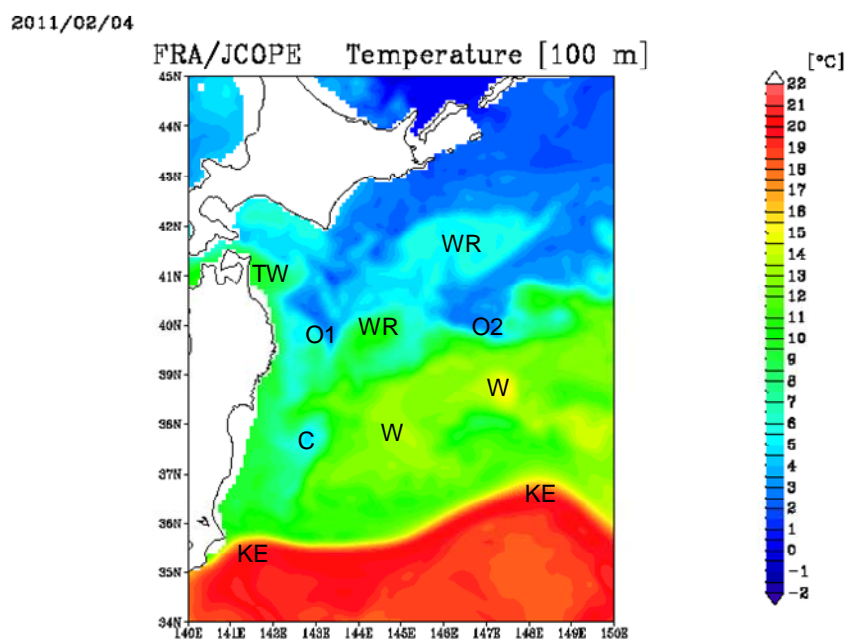 2011/02/04
FRA/JCOPE Temperature [100 m]
[°C]
45N
44N
43N
42N
41N
40N
39N
38N
37N
36N
35N
34N
WR
TW
O1
WR
O2
W
C
W
KE
KE
140E 141E 142E 143E 144E 145E 146E 147E 148E 149E 150E
22
21
20
19
18
17
16
15
14
13
12
11
10
9
8
7
6
5
4
3
2
1
0
-1
-2